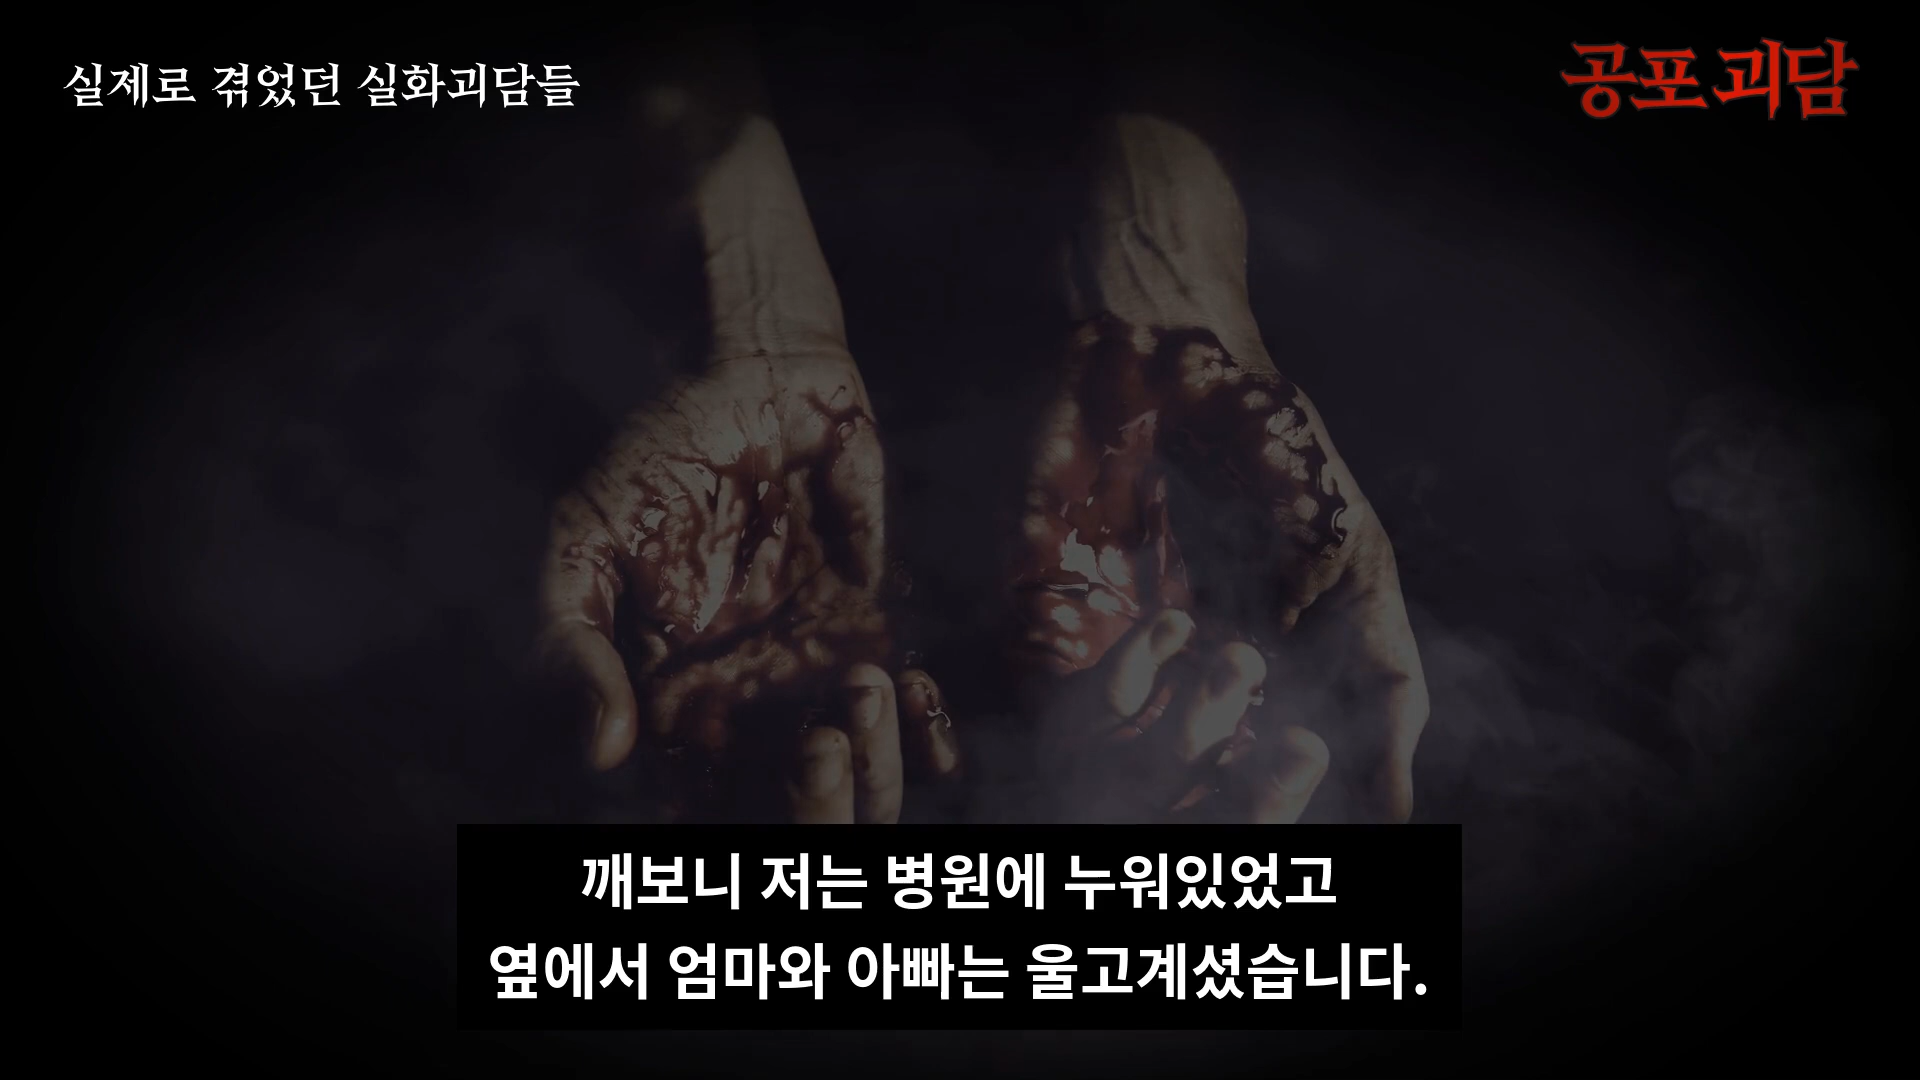 실제로 겪었던 실화괴담들
공포괴담
깨보니 저는 병원에 누워있었고
옆에서 엄마와 아빠는 울고계셨습니다.